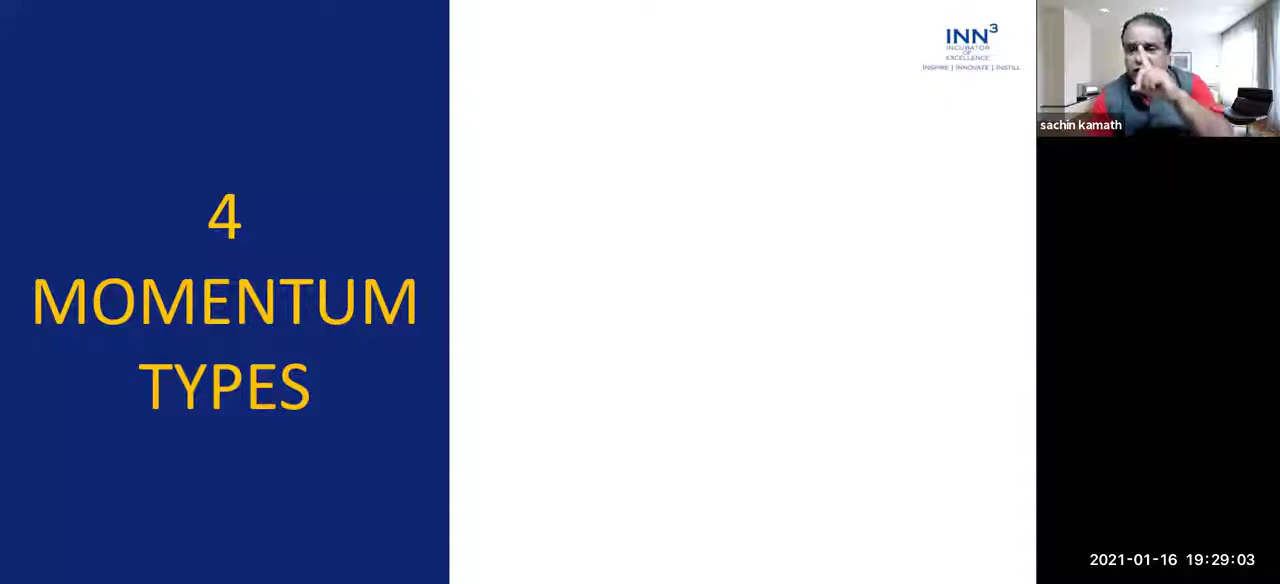 4
MOMENTUM
TYPES
INN3
INCUBATOR
OF
EXCELLENCE
INSPIRE | INNOVATE | INSTILL
sachin kamath
2021-01-16 19:29:03